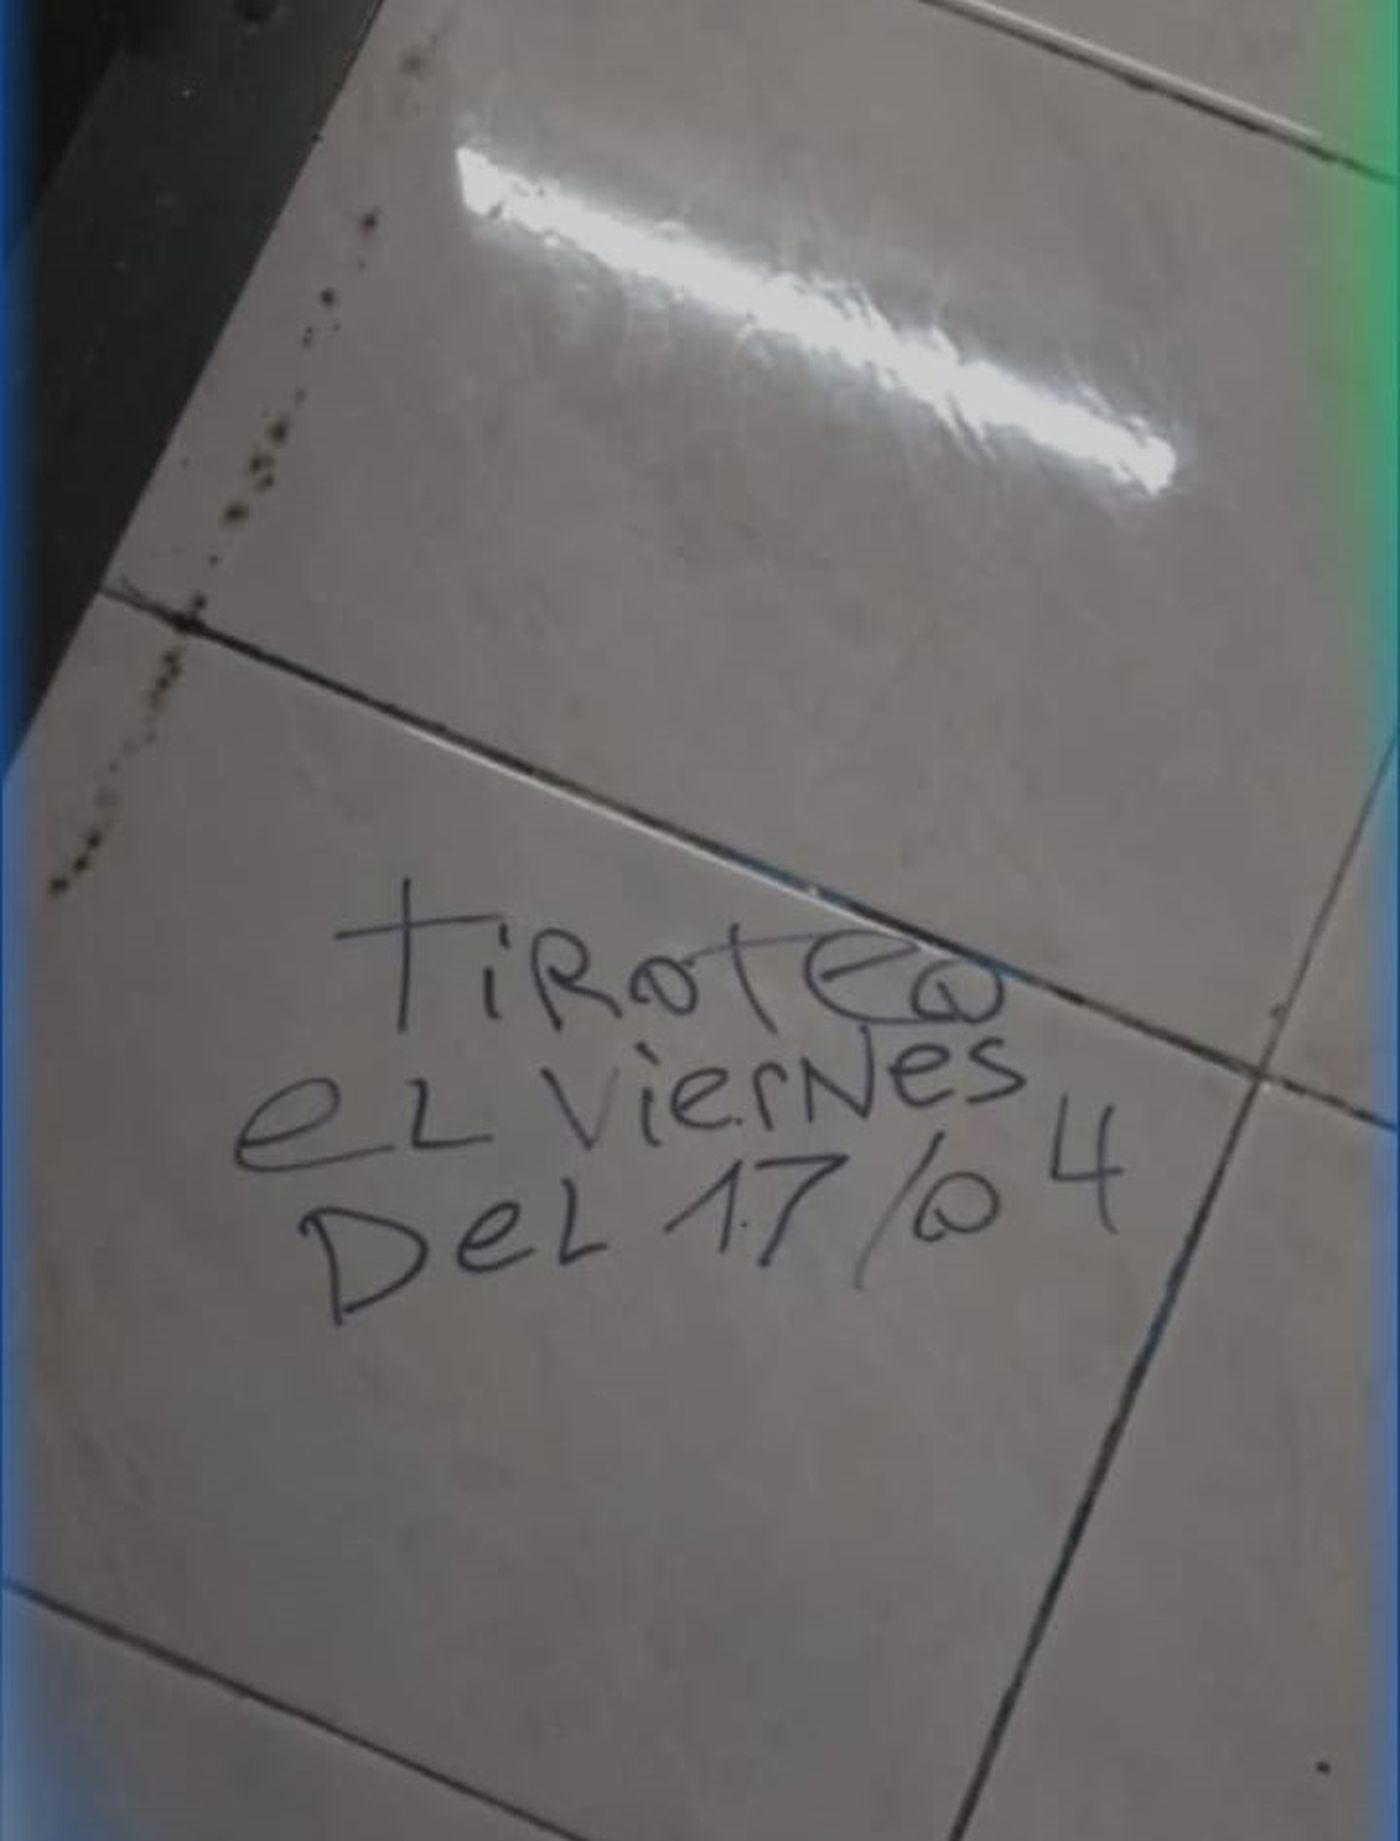 tiRoteo
eL vierNes
DeL 17/04